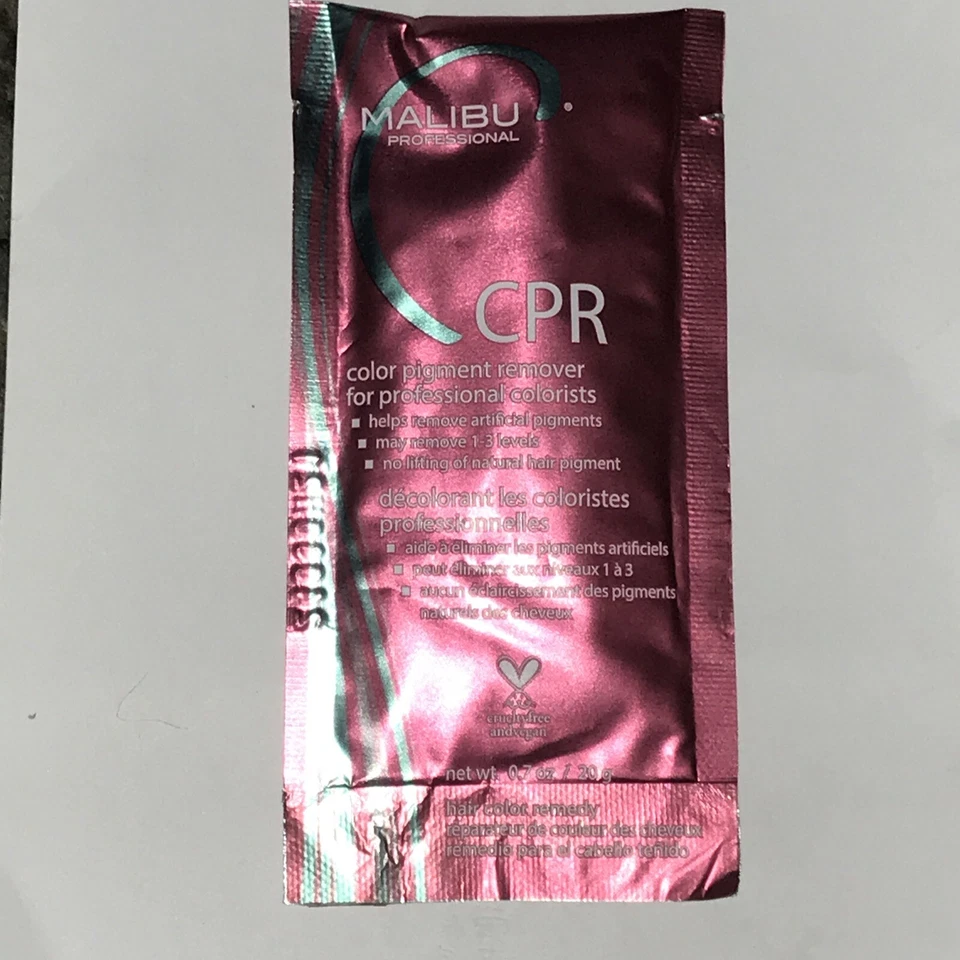 MALIBU
PROFESSIONAL
CPR
color pigment remover
for professional colorists
helps remove artificial pigments
may remove 1-3 levels
no lifting of natural hair pigment
décolorant les coloristes
professionnelles
aide à éliminer les pigments artificiels
peut éliminer aux niveaux 1 à 3
aucun éclaircissement des pigments
naturels des cheveux
crueltyfree
andvegan
net wt. 0.7 oz / 20 g
hair color remedy
réparateur de couleur des cheveux
remedio para el cabello teñido